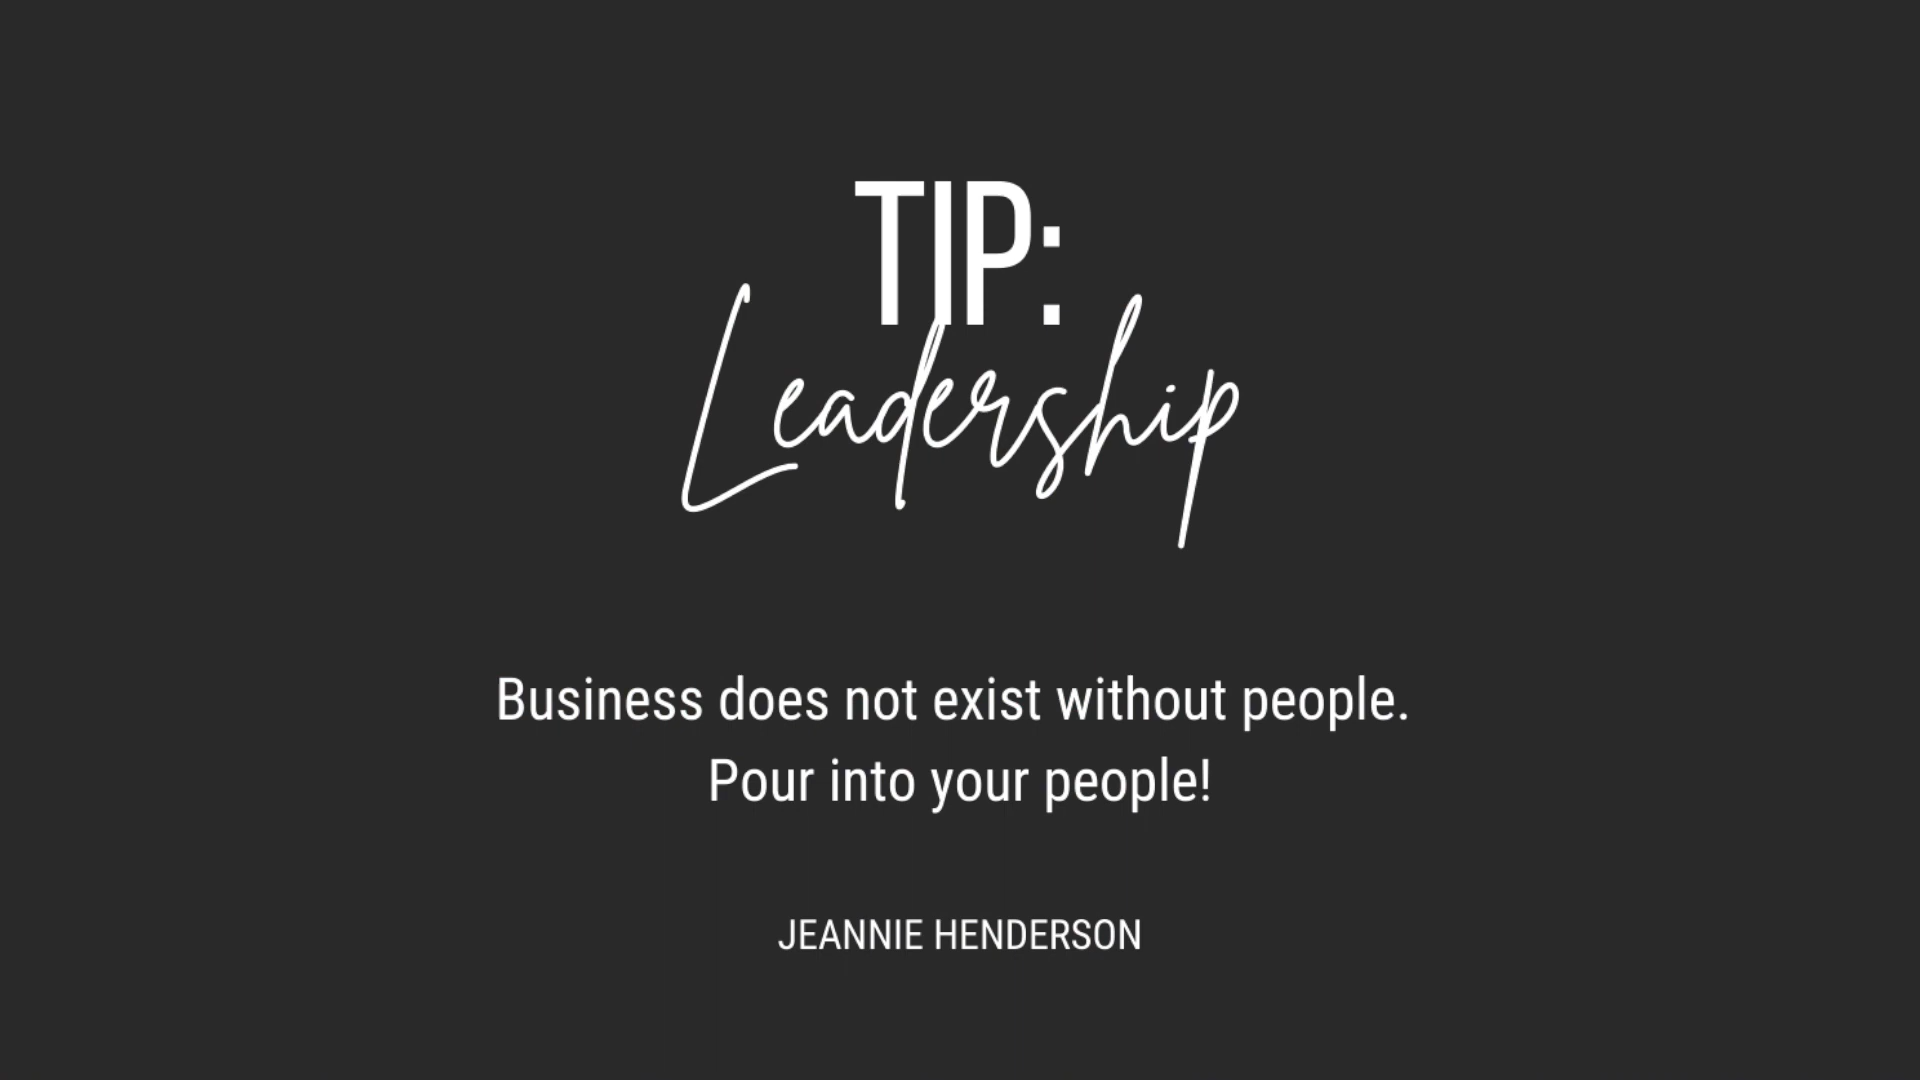 TIP:
Leadership
Business does not exist without people.
Pour into your people!
JEANNIE HENDERSON